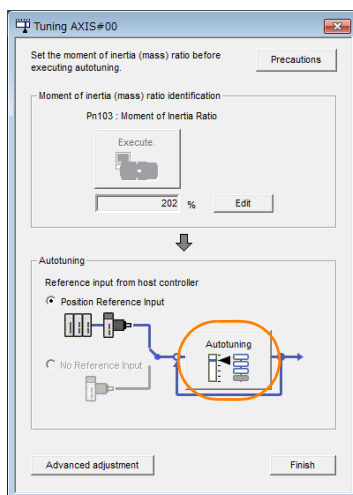 Tuning AXIS#00
Set the moment of inertia (mass) ratio before
executing autotuning.
Precautions
Moment of inertia (mass) ratio identification
Pn103 : Moment of Inertia Ratio
Execute.
202 % Edit
Autotuning
Reference input from host controller
Position Reference Input
Autotuning
No Reference Input
Advanced adjustment
Finish